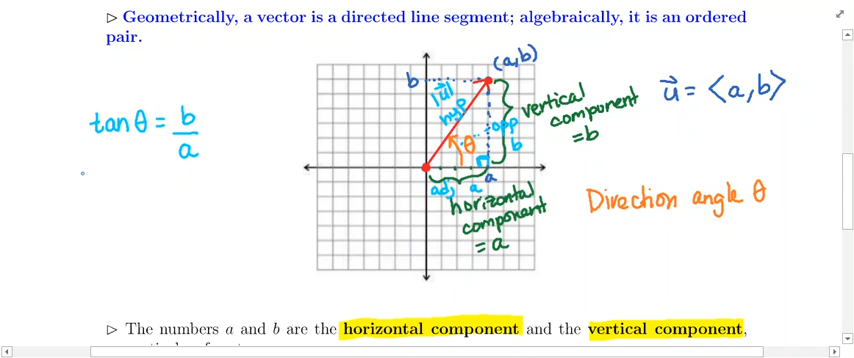 ▷ Geometrically, a vector is a directed line segment; algebraically, it is an ordered
pair.
(a,b)
b
|u⃗|
hyp
opp
b
θ
vertical
component
=b
u⃗ = <a,b>
tanθ = b/a
adj
a
a
horizontal
component
=a
Direction angle θ
▷ The numbers a and b are the horizontal component and the vertical component,